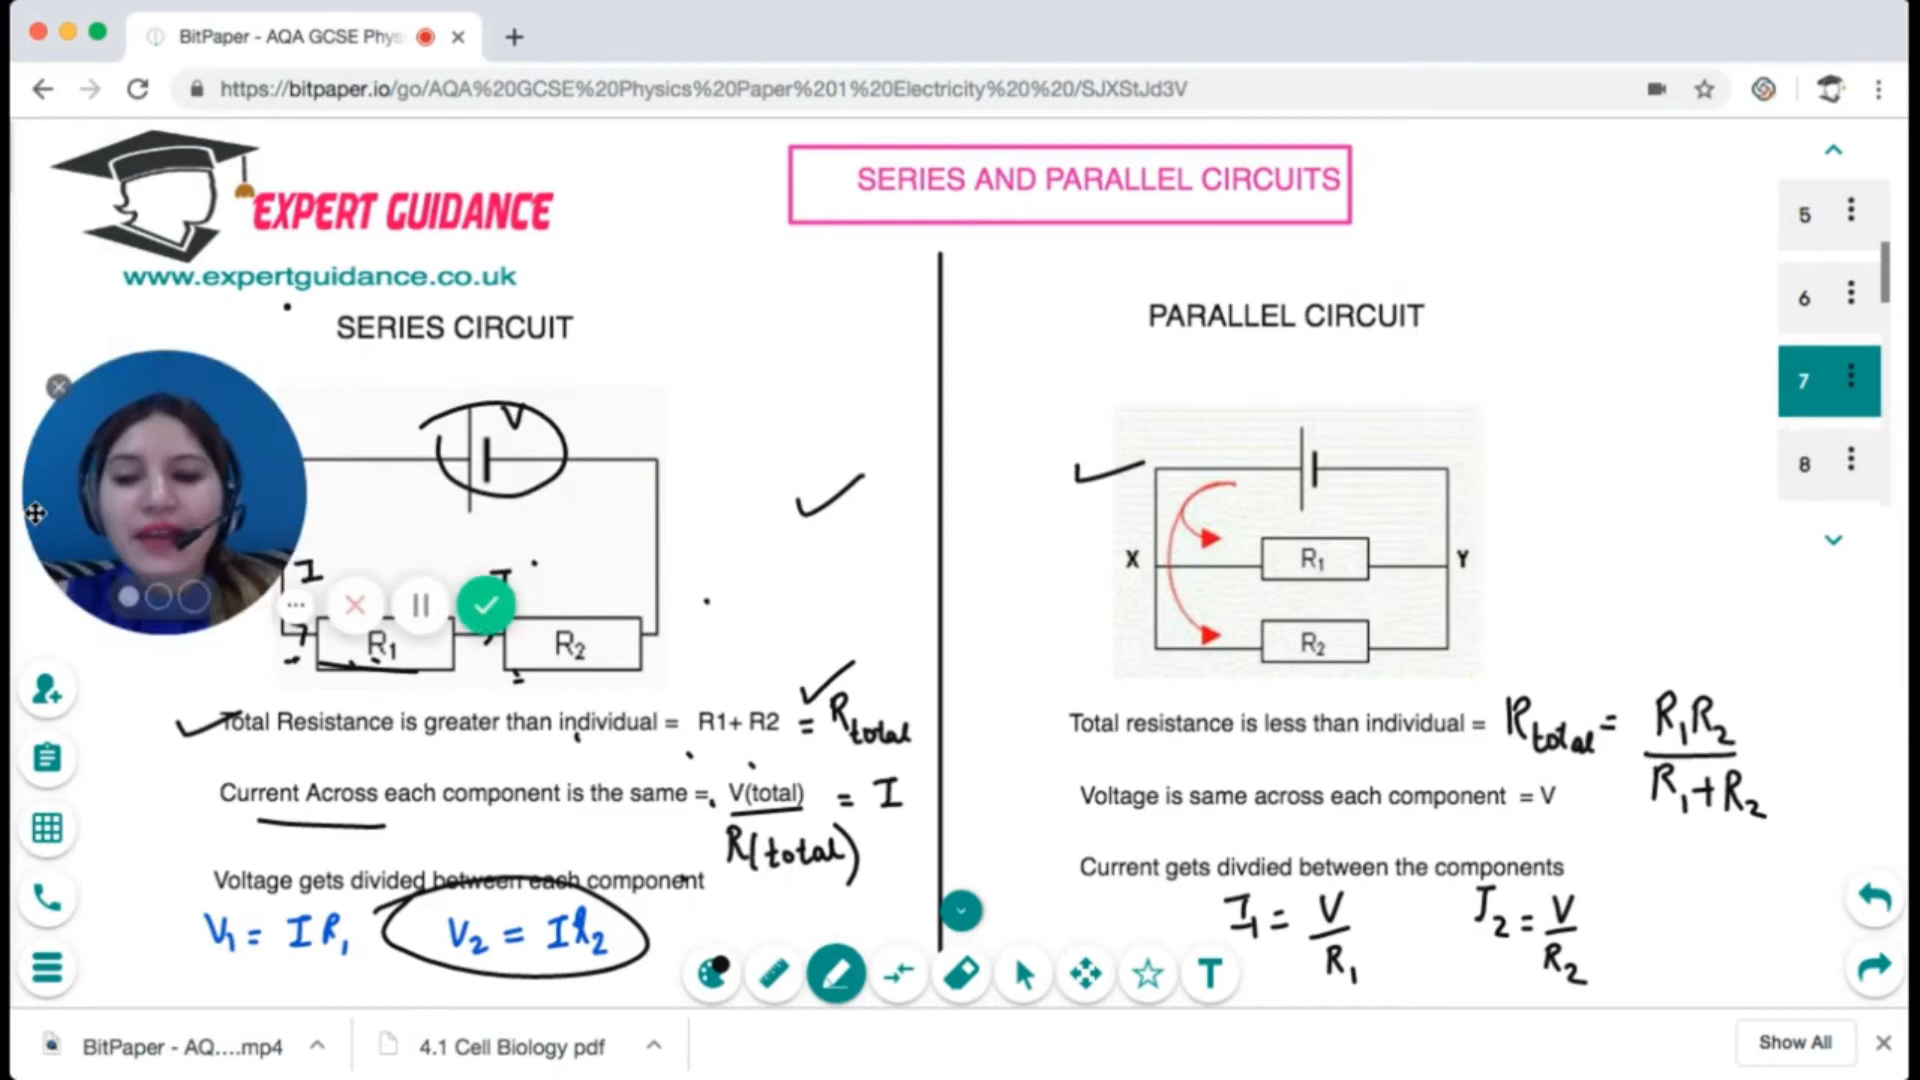 BitPaper - AQA GCSE Phys
https://bitpaper.io/go/AQA%20GCSE%20Physics%20Paper%201%20Electricity%20%20/SJXStJd3V
EXPERT GUIDANCE
www.expertguidance.co.uk
SERIES AND PARALLEL CIRCUITS
5
6
7
8
SERIES CIRCUIT
V
I
R1
R2
Total Resistance is greater than individual = R1+ R2 = Rtotal
Current Across each component is the same = V(total) = I
R(total)
Voltage gets divided between each component
V1 = I R1 V2 = I R2
PARALLEL CIRCUIT
X R1 Y
R2
Total resistance is less than individual = Rtotal = R1R2
R1+R2
Voltage is same across each component = V
Current gets divdied between the components
I1 = V I2 = V
R1 R2
T
BitPaper - AQ....mp4
4.1 Cell Biology pdf
Show All